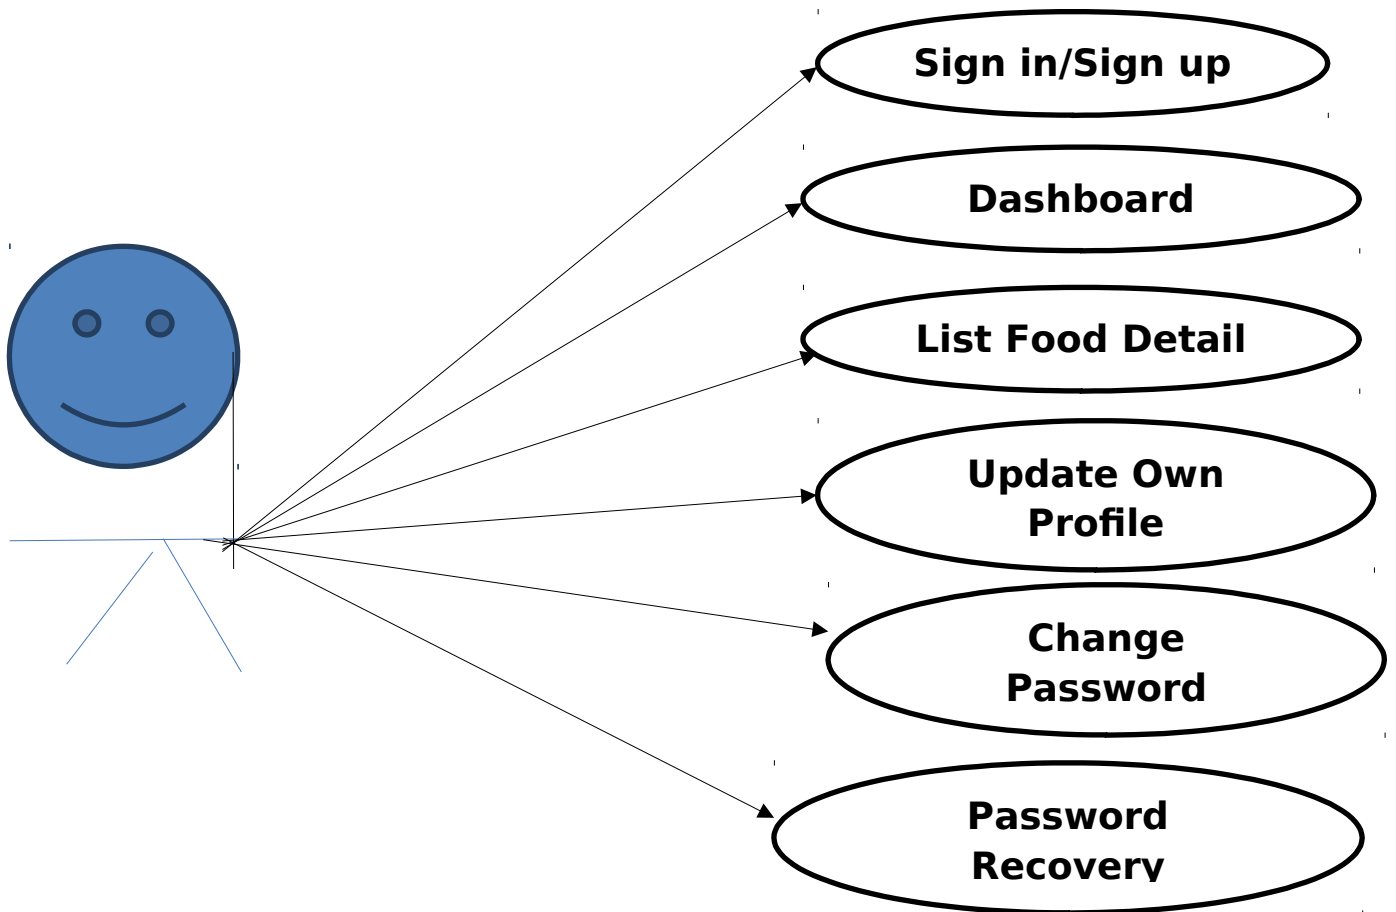 Sign in/Sign up
Dashboard
List Food Detail
Update Own
Profile
Change
Password
Password
Recovery